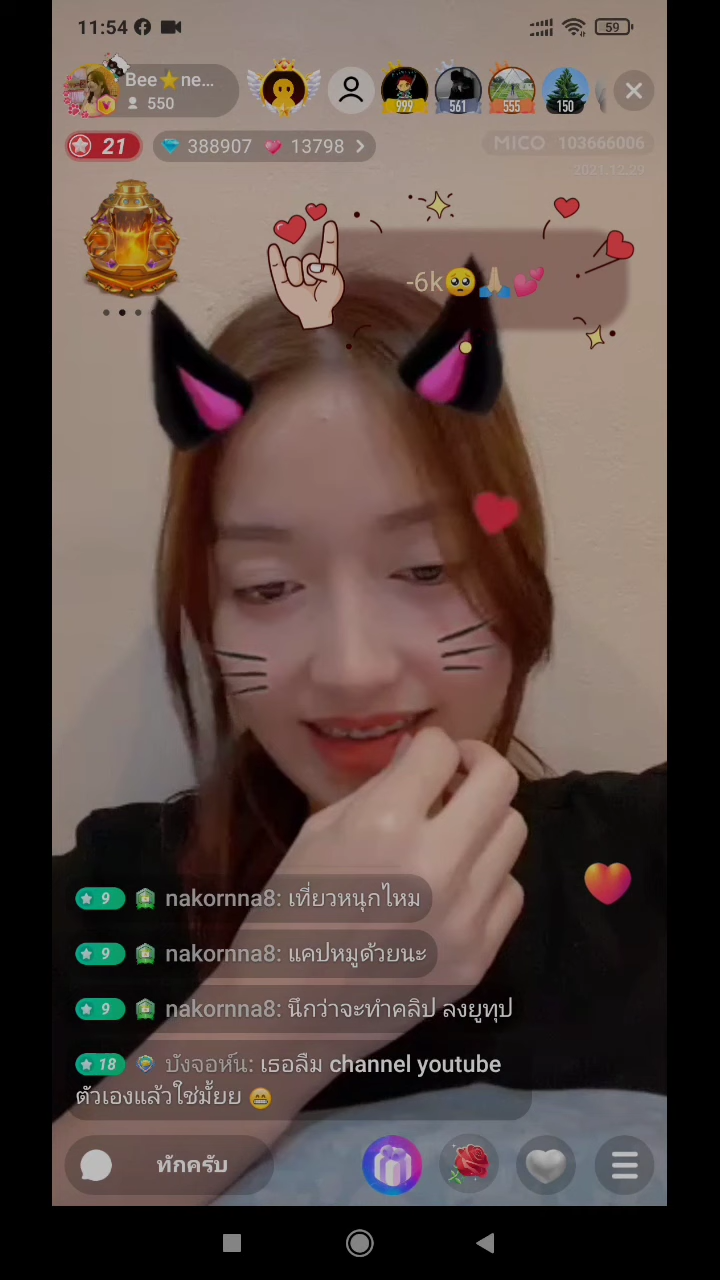 11:54
59
Bee⭐ne...
550
999
561
555
150
21
388907
13798
MICO 103666006
2021.12.29
-6k🥺🙏🏻💕
9 nakornna8: เที่ยวหนุกไหม
9 nakornna8: แคปหมูด้วยนะ
9 nakornna8: นึกว่าจะทำคลิป ลงยูทุป
18 บังจอห์น: เธอลืม channel youtube
ตัวเองแล้วใช่มั้ยย 😁
ทักครับ